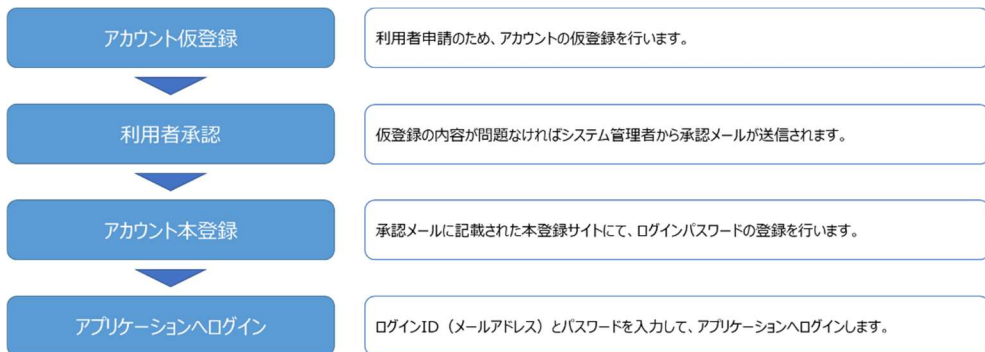 アカウント仮登録
利用者申請のため、アカウントの仮登録を行います。
利用者承認
仮登録の内容が問題なければシステム管理者から承認メールが送信されます。
アカウント本登録
承認メールに記載された本登録サイトにて、ログインパスワードの登録を行います。
アプリケーションへログイン
ログインID（メールアドレス）とパスワードを入力して、アプリケーションへログインします。